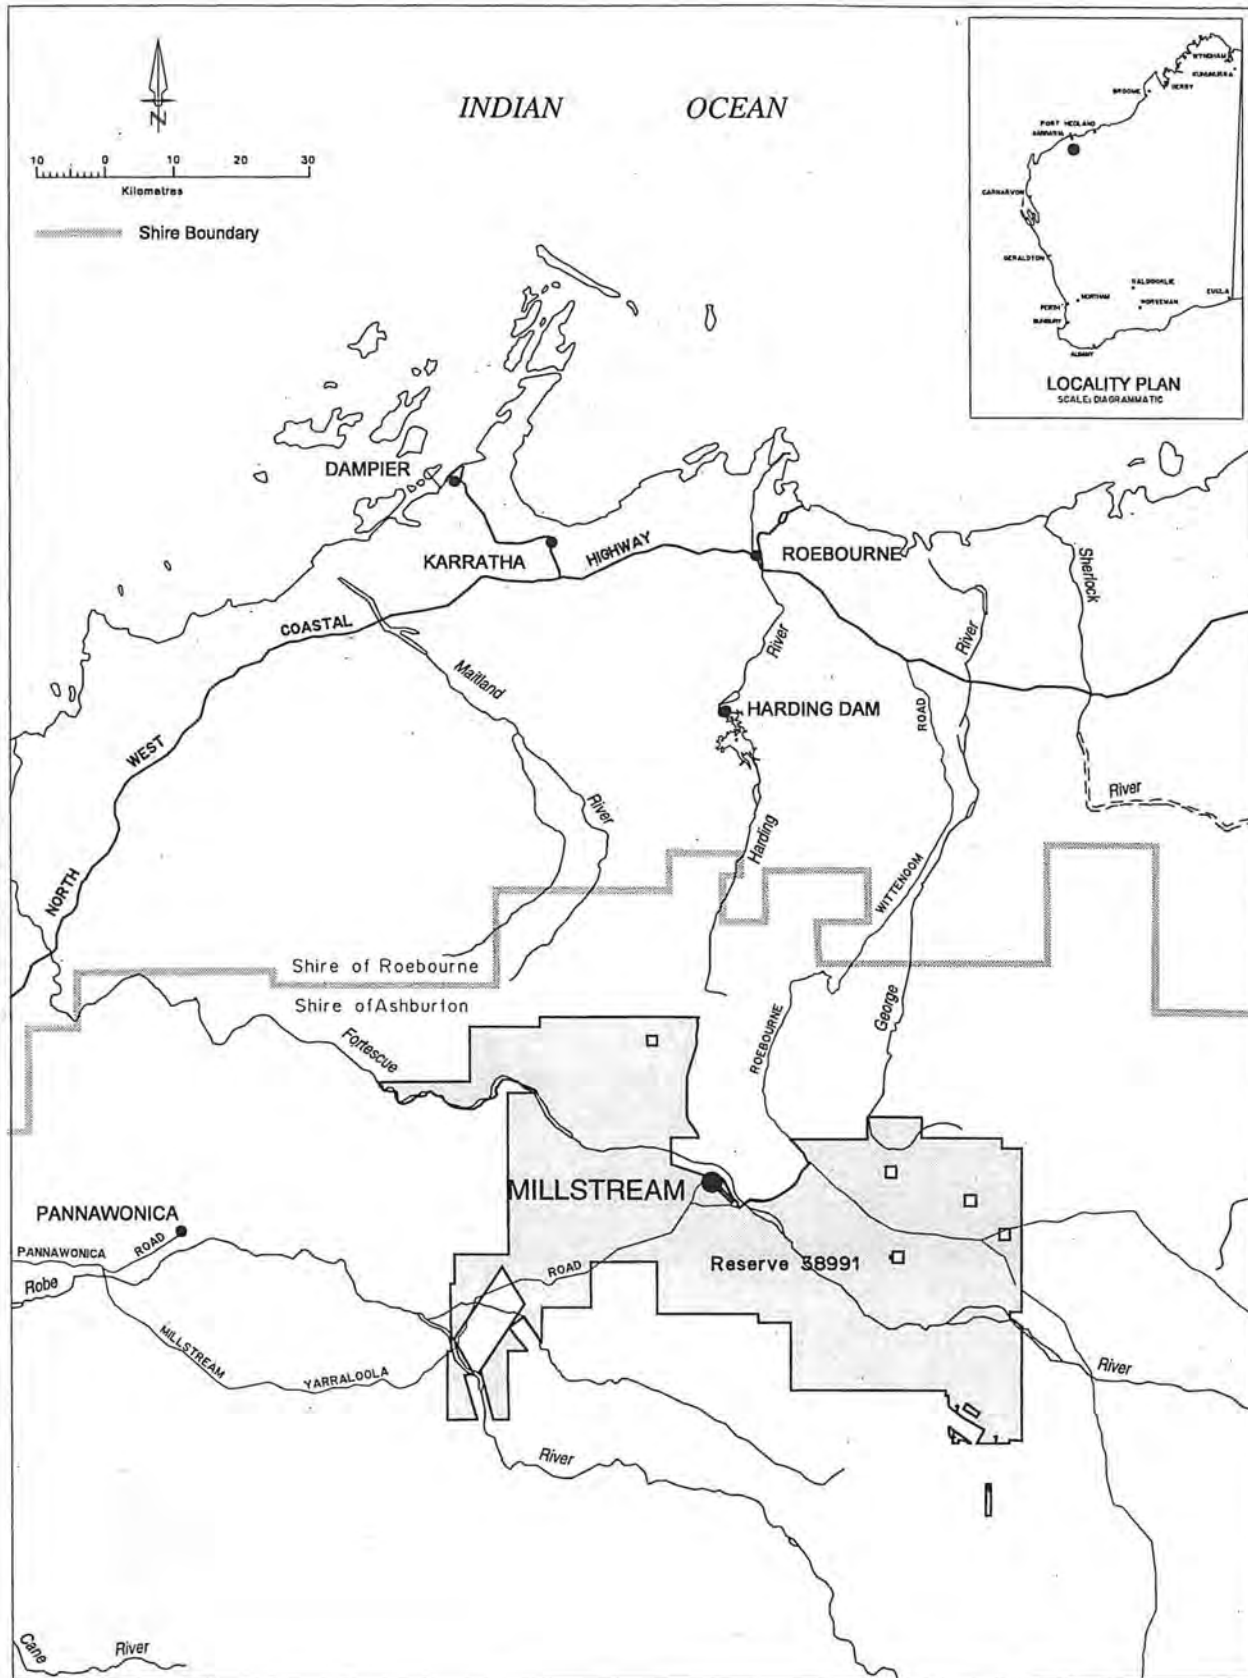 INDIAN OCEAN
N
10 0 10 20 30
Kilometres
Shire Boundary
WYNDHAM
KUNUNURRA
DERBY
BROOME
PORT HEDLAND
KARRATHA
CARNARVON
GERALDTON
KALGOORLIE
NORTHAM
EUCLA
PERTH
NORSEMAN
BUNBURY
ALBANY
LOCALITY PLAN
SCALE: DIAGRAMMATIC
DAMPIER
KARRATHA
HIGHWAY
ROEBOURNE
Sherlock
COASTAL
River
River
Maitland
HARDING DAM
ROAD
WEST
River
River
Harding
WITTENOOM
NORTH
Shire of Roebourne
Shire of Ashburton
George
Fortescue
ROEBOURNE
MILLSTREAM
PANNAWONICA
PANNAWONICA ROAD
Robe
ROAD
Reserve 38991
MILLSTREAM
YARRALOOLA
River
River
Cane River